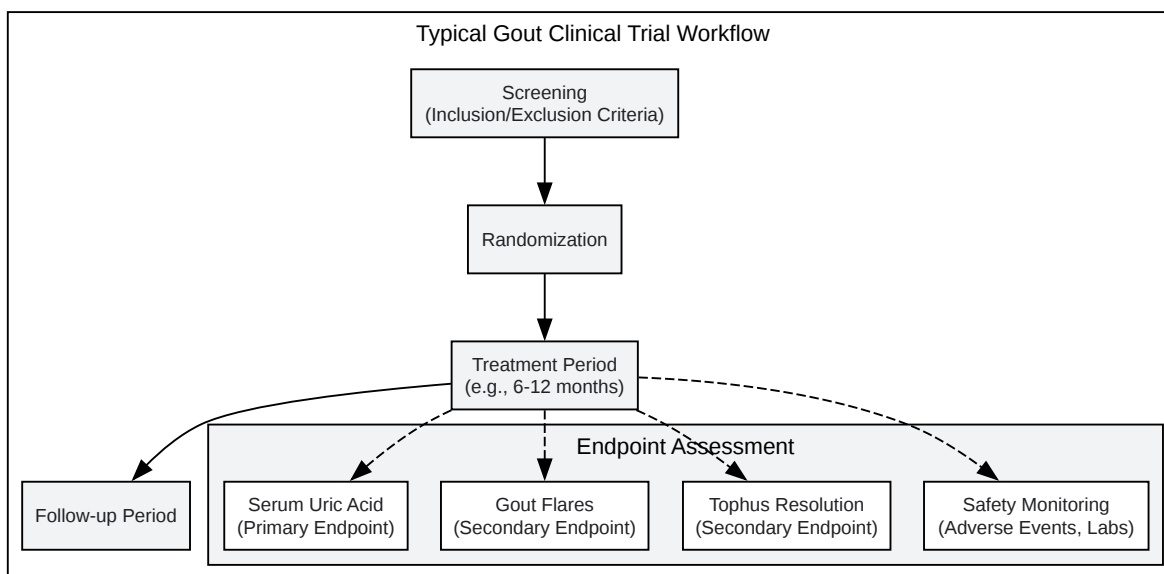 Typical Gout Clinical Trial Workflow
Screening
(Inclusion/Exclusion Criteria)
Randomization
Treatment Period
(e.g., 6-12 months)
Endpoint Assessment
Follow-up Period
Serum Uric Acid
(Primary Endpoint)
Gout Flares
(Secondary Endpoint)
Tophus Resolution
(Secondary Endpoint)
Safety Monitoring
(Adverse Events, Labs)